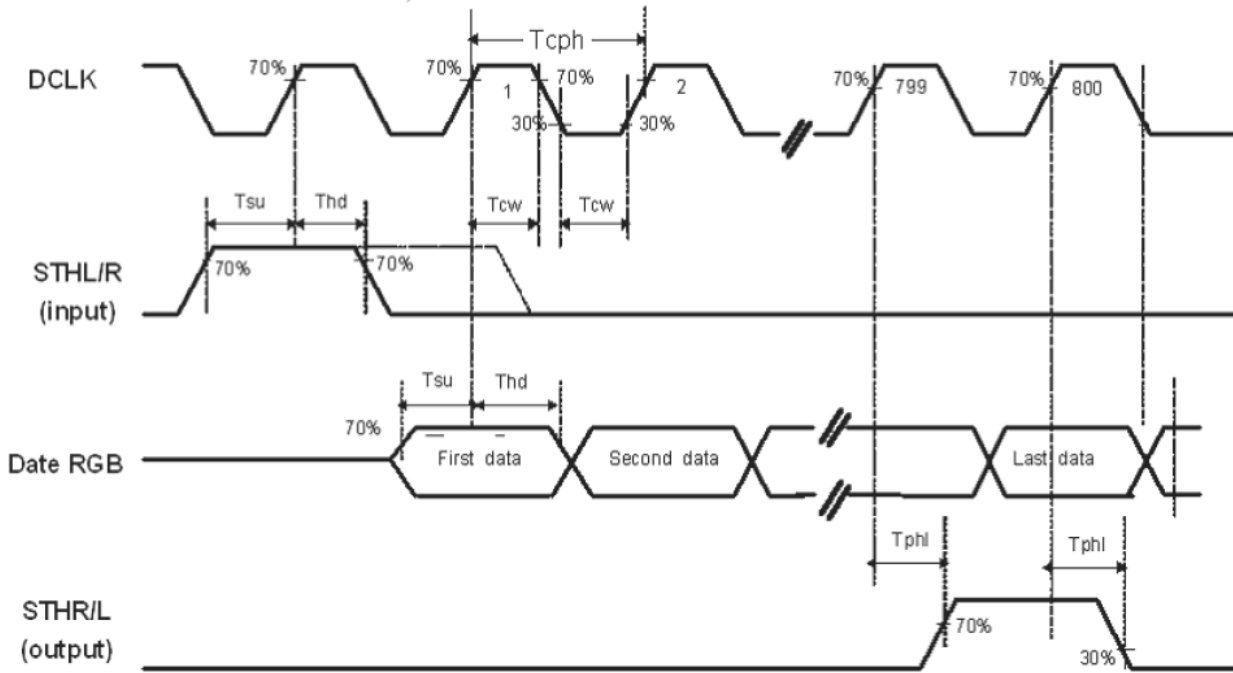 Tcph
DCLK
70%
70%
1
70%
2
70%
799
70%
800
30%
30%
Tsu
Thd
Tcw
Tcw
STHL/R
(input)
70%
70%
Tsu
Thd
70%
Date RGB
First data
Second data
Last data
Tphl
Tphl
STHR/L
(output)
70%
30%